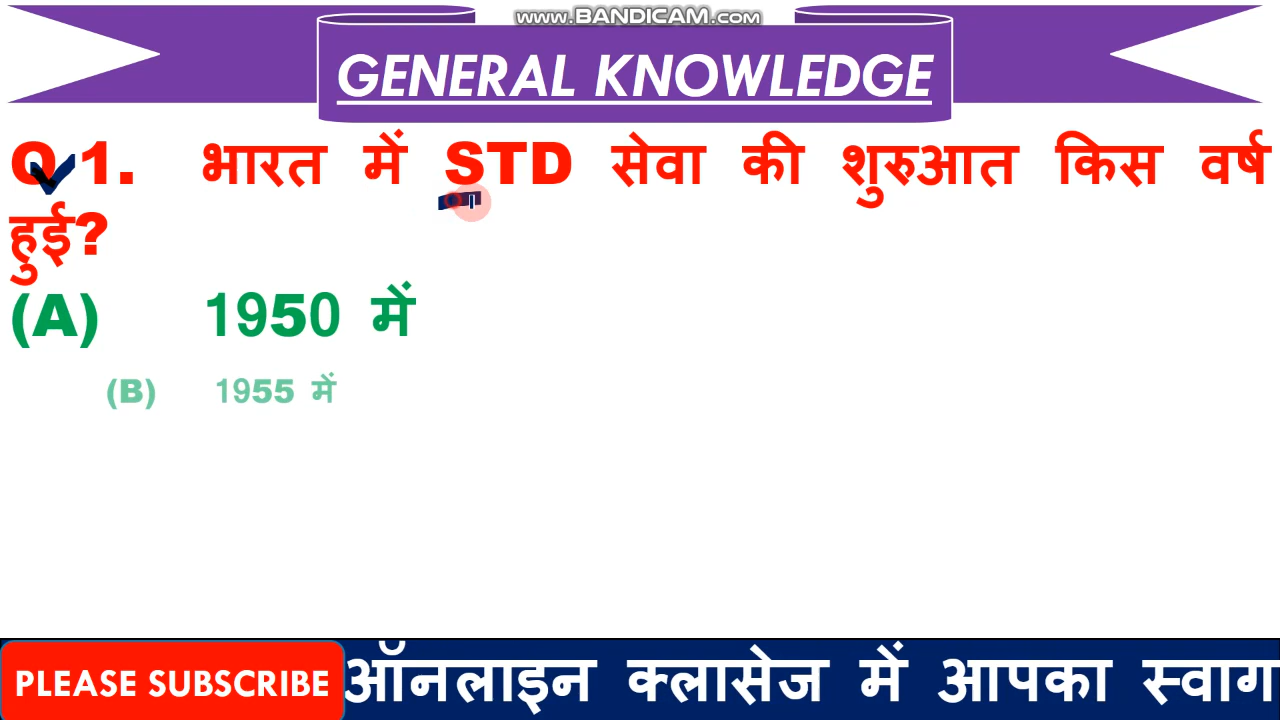 www.BANDICAM.com
GENERAL KNOWLEDGE
Q.1. भारत में STD सेवा की शुरुआत किस वर्ष
हुई?
(A) 1950 में
(B) 1955 में
PLEASE SUBSCRIBE ऑनलाइन क्लासेज में आपका स्वाग